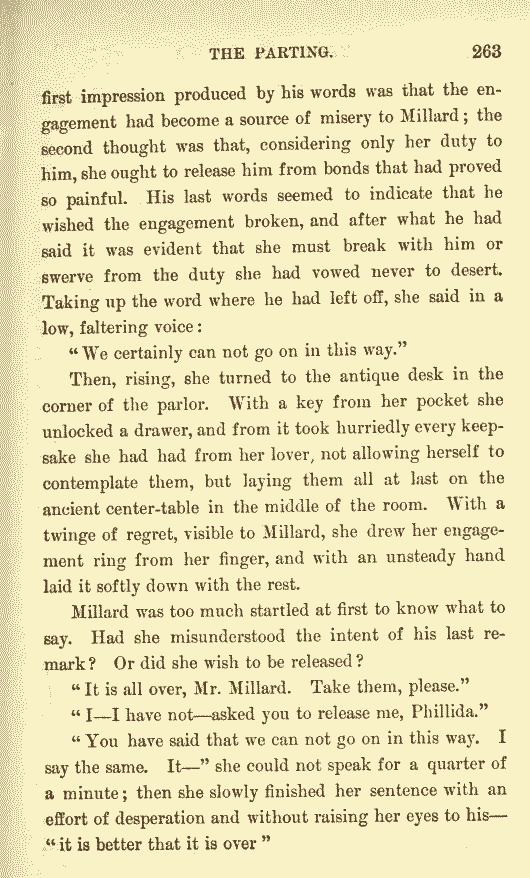 THE PARTING. 263
first impression produced by his words was that the en-
gagement had become a source of misery to Millard; the
second thought was that, considering only her duty to
him, she ought to release him from bonds that had proved
so painful. His last words seemed to indicate that he
wished the engagement broken, and after what he had
said it was evident that she must break with him or
swerve from the duty she had vowed never to desert.
Taking up the word where he had left off, she said in a
low, faltering voice:
“We certainly can not go on in this way.”
Then, rising, she turned to the antique desk in the
corner of the parlor. With a key from her pocket she
unlocked a drawer, and from it took hurriedly every keep-
sake she had had from her lover, not allowing herself to
contemplate them, but laying them all at last on the
ancient center-table in the middle of the room. With a
twinge of regret, visible to Millard, she drew her engage-
ment ring from her finger, and with an unsteady hand
laid it softly down with the rest.
Millard was too much startled at first to know what to
say. Had she misunderstood the intent of his last re-
mark? Or did she wish to be released?
“It is all over, Mr. Millard. Take them, please.”
“I—I have not—asked you to release me, Phillida.”
“You have said that we can not go on in this way. I
say the same. It—” she could not speak for a quarter of
a minute; then she slowly finished her sentence with an
effort of desperation and without raising her eyes to his—
“it is better that it is over”